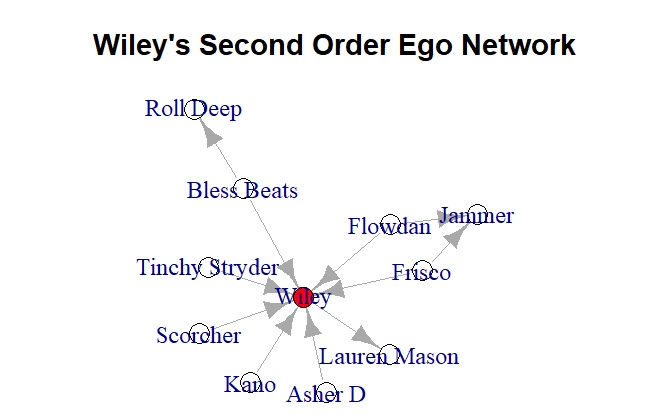 Wiley's Second Order Ego Network
Roll Deep
Bless Beats
Jammer
Flowdan
Tinchy Stryder
Frisco
Wiley
Scorcher
Lauren Mason
Kano
Asher D